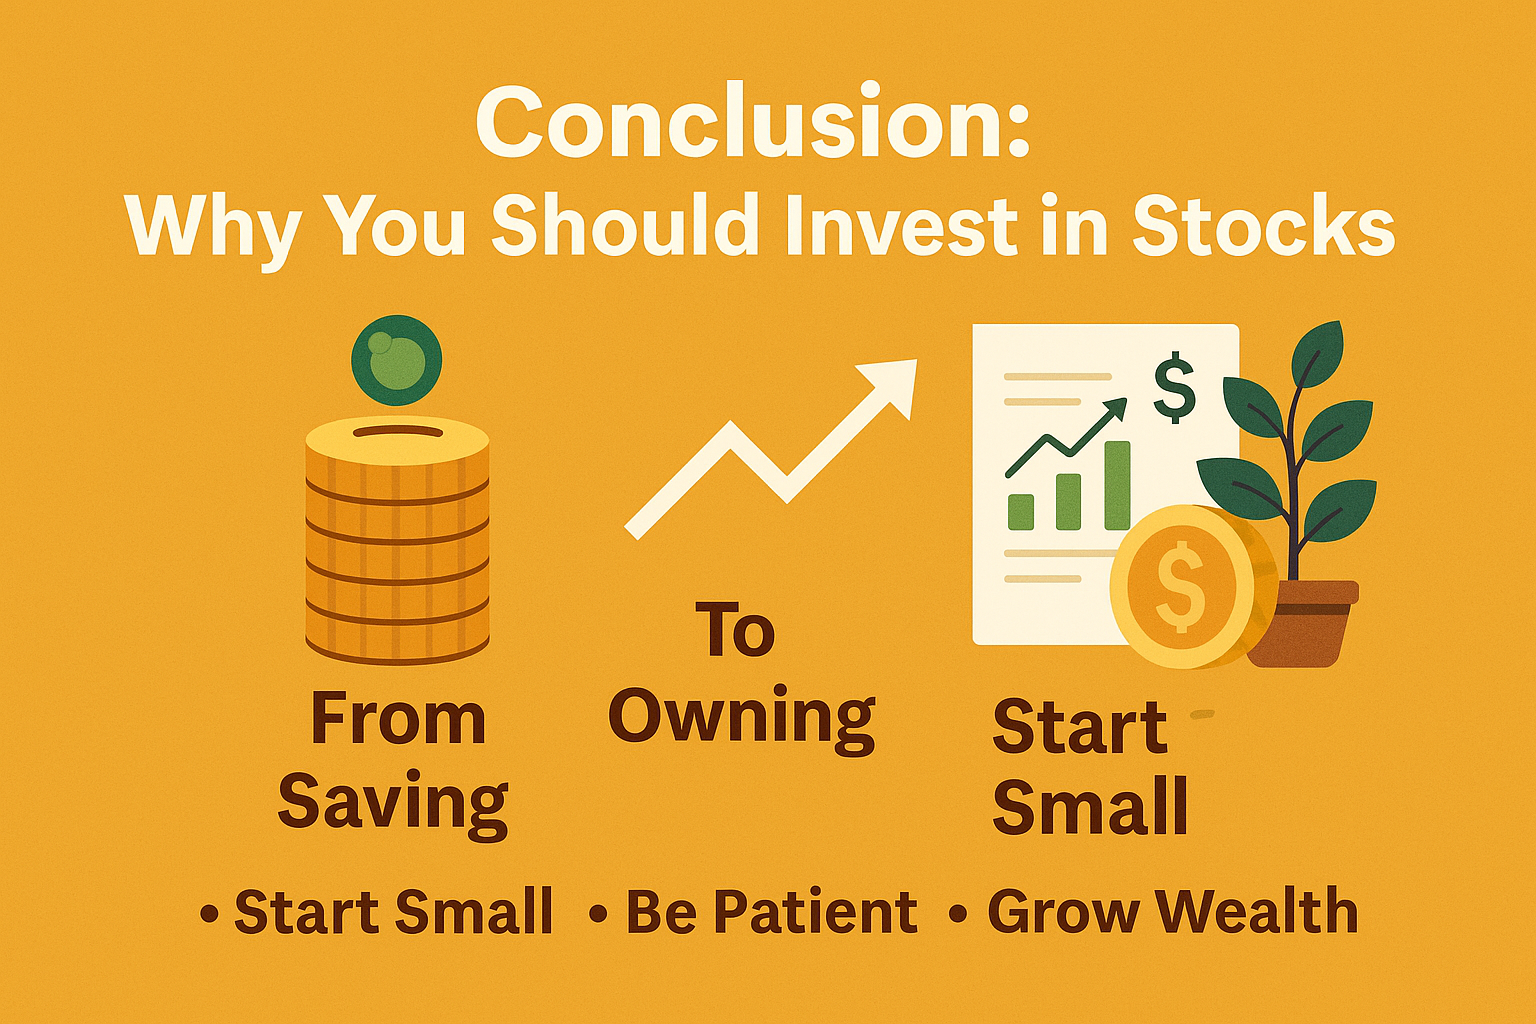 Conclusion:
Why You Should Invest in Stocks
$
$
From
Saving
To
Owning
Start
Small
• Start Small • Be Patient • Grow Wealth